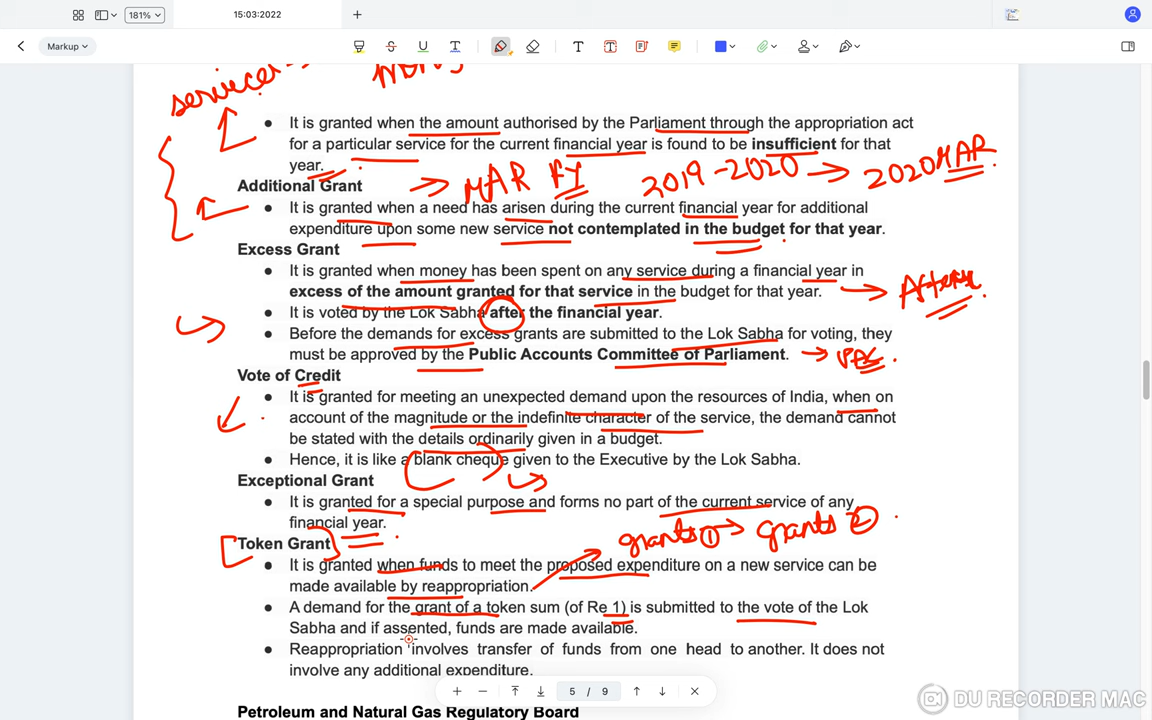 15:03:2022
181%
Markup
services
It is granted when the amount authorised by the Parliament through the appropriation act
for a particular service for the current financial year is found to be insufficient for that
year.
Additional Grant
MAR FY 2019-2020 → 2020 MAR
It is granted when a need has arisen during the current financial year for additional
expenditure upon some new service not contemplated in the budget for that year.
Excess Grant
It is granted when money has been spent on any service during a financial year in
excess of the amount granted for that service in the budget for that year.
It is voted by the Lok Sabha after the financial year.
Before the demands for excess grants are submitted to the Lok Sabha for voting, they
must be approved by the Public Accounts Committee of Parliament. → PAC
Vote of Credit
It is granted for meeting an unexpected demand upon the resources of India, when on
account of the magnitude or the indefinite character of the service, the demand cannot
be stated with the details ordinarily given in a budget.
Hence, it is like a blank cheque given to the Executive by the Lok Sabha.
Exceptional Grant
It is granted for a special purpose and forms no part of the current service of any
financial year.
grants ① → grants ②
Token Grant
It is granted when funds to meet the proposed expenditure on a new service can be
made available by reappropriation.
A demand for the grant of a token sum (of Re 1) is submitted to the vote of the Lok
Sabha and if assented, funds are made available.
Reappropriation involves transfer of funds from one head to another. It does not
involve any additional expenditure.
5 / 9
Petroleum and Natural Gas Regulatory Board
DU RECORDER MAC